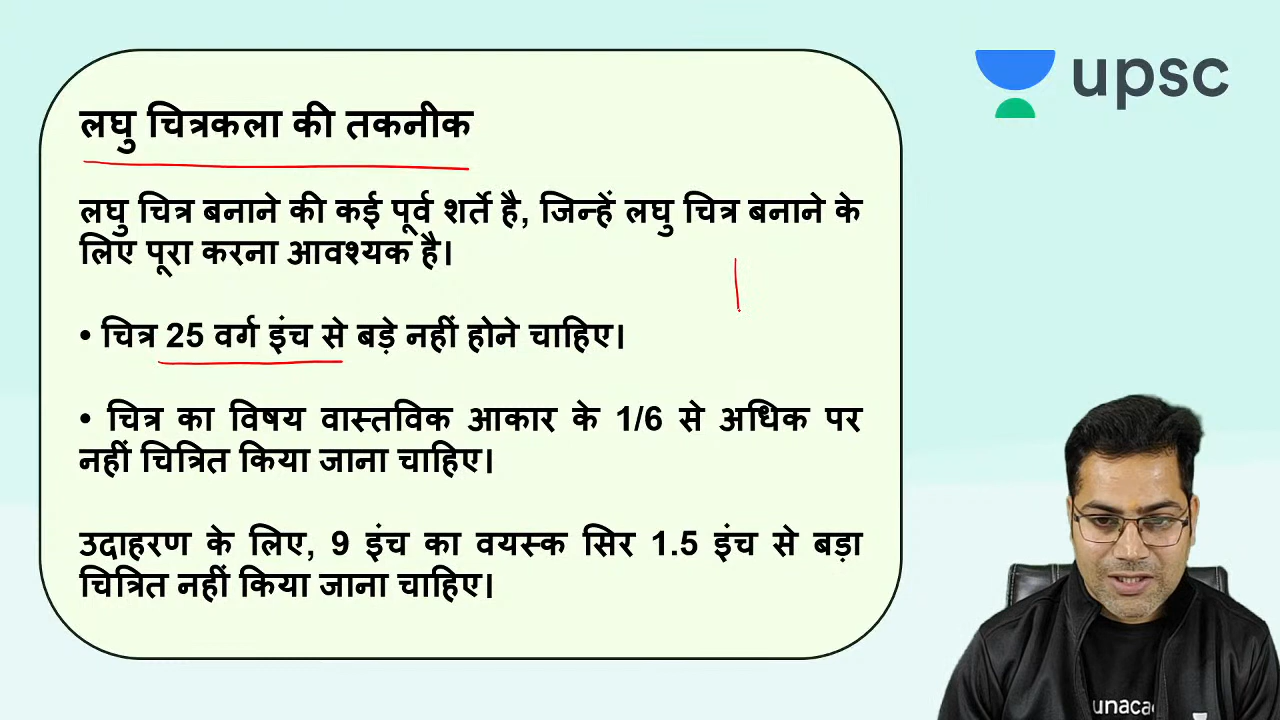 लघु चित्रकला की तकनीक
लघु चित्र बनाने की कई पूर्व शर्ते है, जिन्हें लघु चित्र बनाने के
लिए पूरा करना आवश्यक है।
• चित्र 25 वर्ग इंच से बड़े नहीं होने चाहिए।
• चित्र का विषय वास्तविक आकार के 1/6 से अधिक पर
नहीं चित्रित किया जाना चाहिए।
उदाहरण के लिए, 9 इंच का वयस्क सिर 1.5 इंच से बड़ा
चित्रित नहीं किया जाना चाहिए।
upsc
unaca